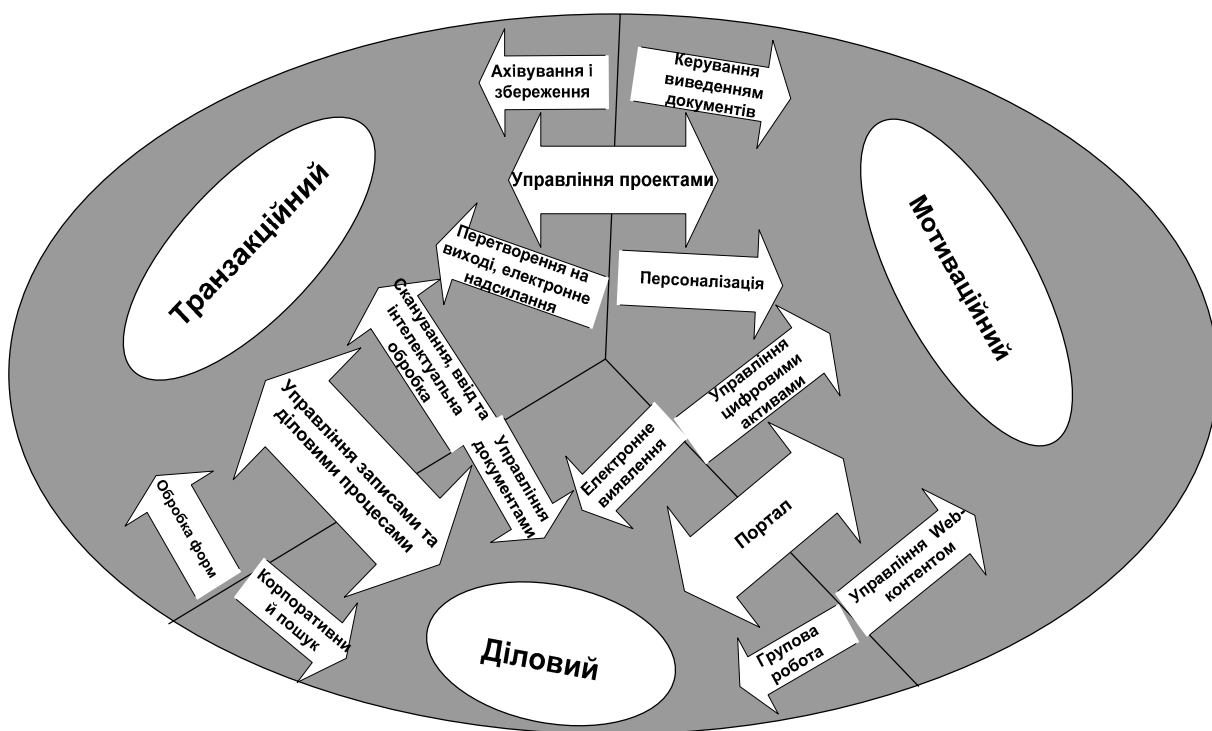 Ахівування і
збереження
Керування
виведенням
документів
Управління проектами
Транзакційний
Мотиваційний
Перетворення на
виході, електронне
надсилання
Персоналізація
Сканування, ввід та
інтелектуальна
обробка
Управління
цифровими
активами
Управління записами та
діловими процесами
Управління
документами
Електронне
виявлення
Портал
Обробка форм
Корпоративни
й пошук
Управління Web-
контентом
Групова
робота
Діловий